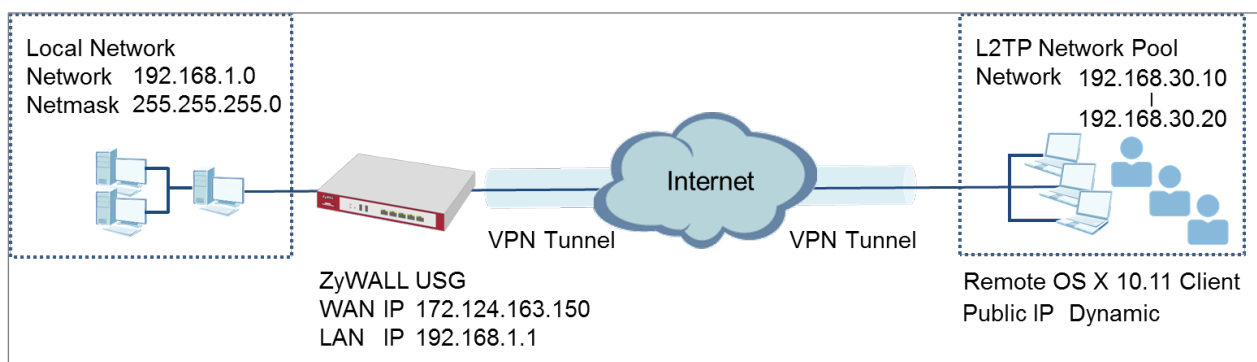 Local Network
Network 192.168.1.0
Netmask 255.255.255.0
L2TP Network Pool
Network 192.168.30.10
192.168.30.20
Internet
VPN Tunnel
VPN Tunnel
ZyWALL USG
WAN IP 172.124.163.150
LAN IP 192.168.1.1
Remote OS X 10.11 Client
Public IP Dynamic